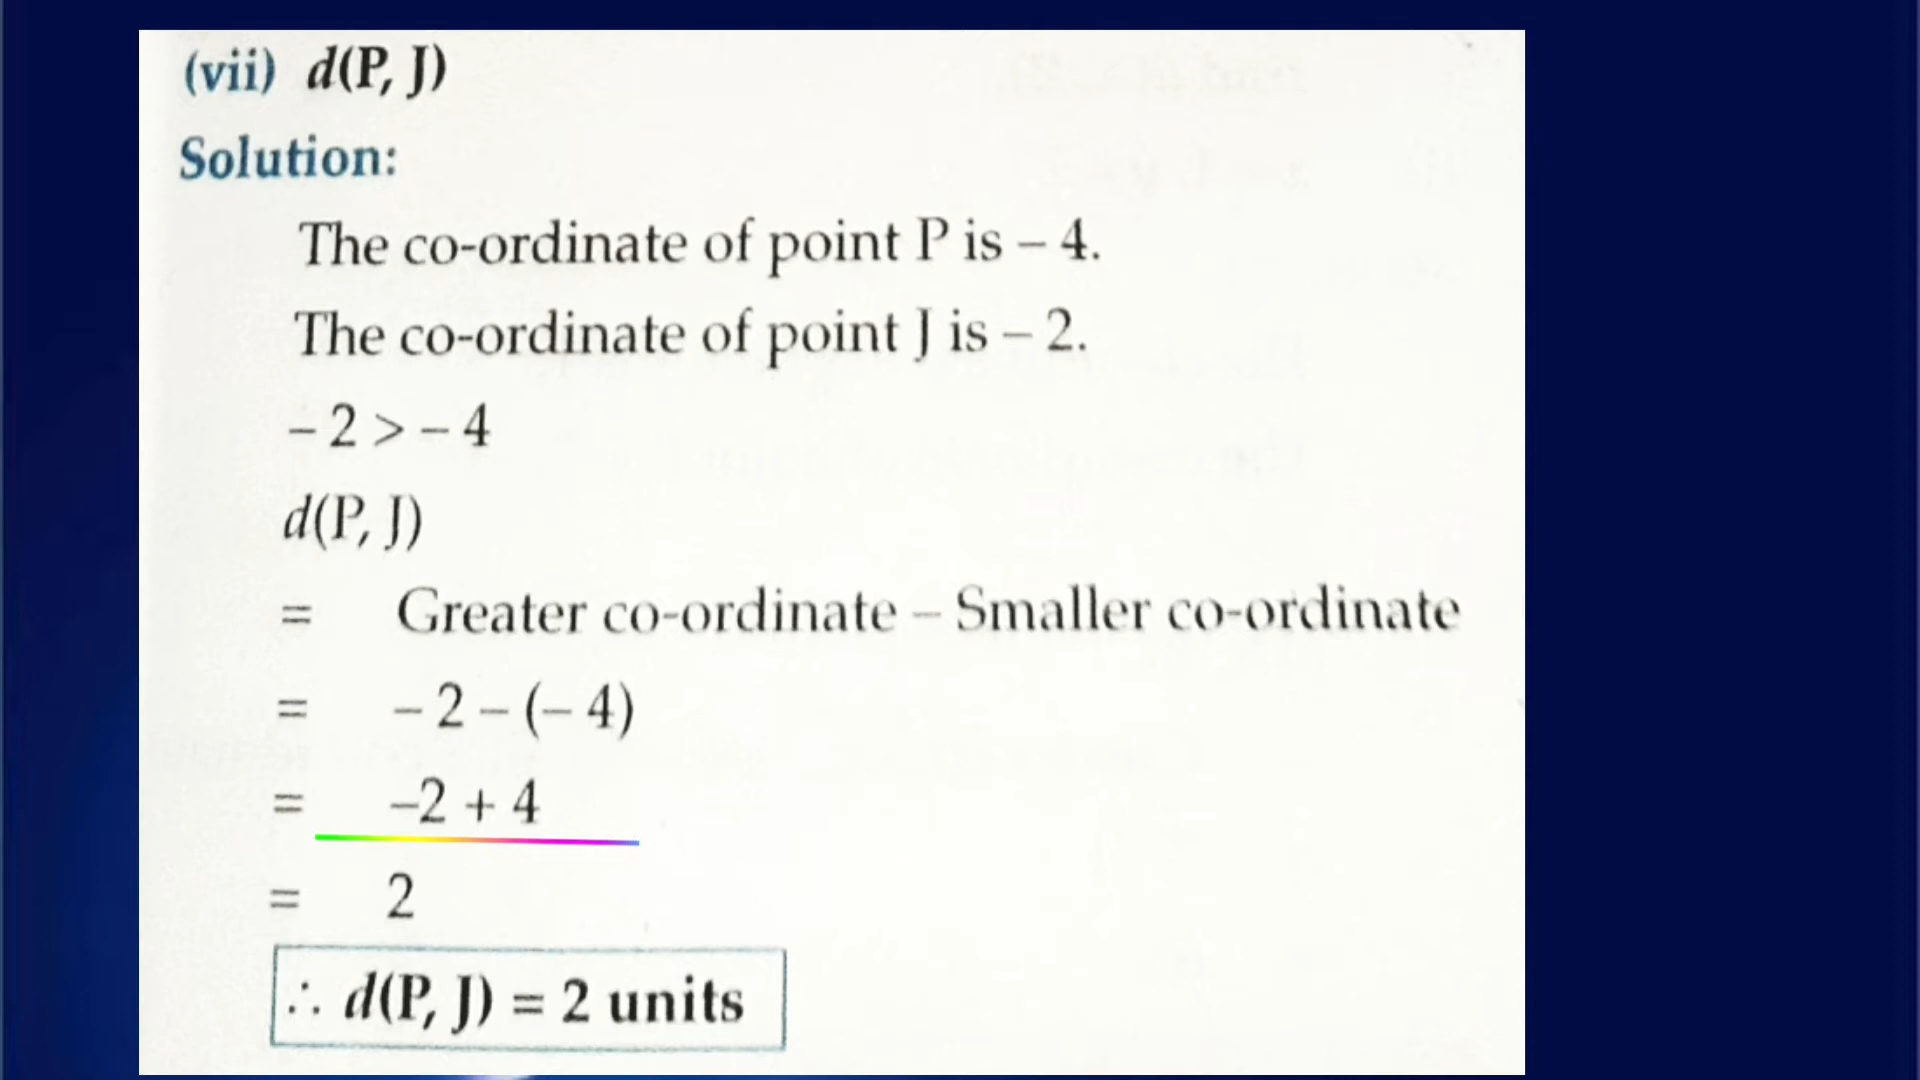 (vii) d(P, J)
Solution:
The co-ordinate of point P is – 4.
The co-ordinate of point J is – 2.
– 2 > – 4
d(P, J)
= Greater co-ordinate – Smaller co-ordinate
= – 2 – (– 4)
= –2 + 4
= 2
∴ d(P, J) = 2 units